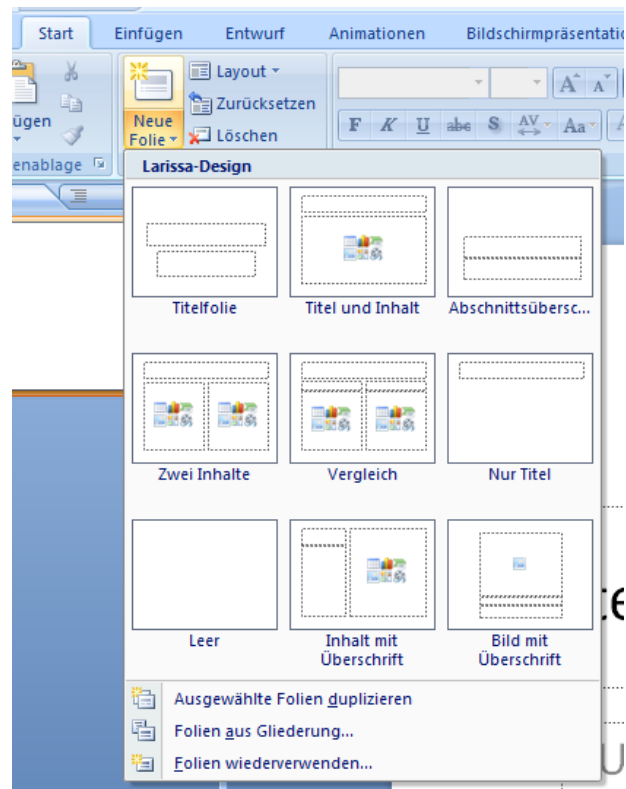 Start Einfügen Entwurf Animationen Bildschirmpräsentatio
Layout
Zurücksetzen
Löschen
ügen
Neue Folie
F K U abe S AV Aa A
enablage
Larissa-Design
Titelfolie Titel und Inhalt Abschnittsübersc...
Zwei Inhalte Vergleich Nur Titel
Leer Inhalt mit Bild mit
Überschrift Überschrift
Ausgewählte Folien duplizieren
Folien aus Gliederung...
Folien wiederverwenden...
te
U